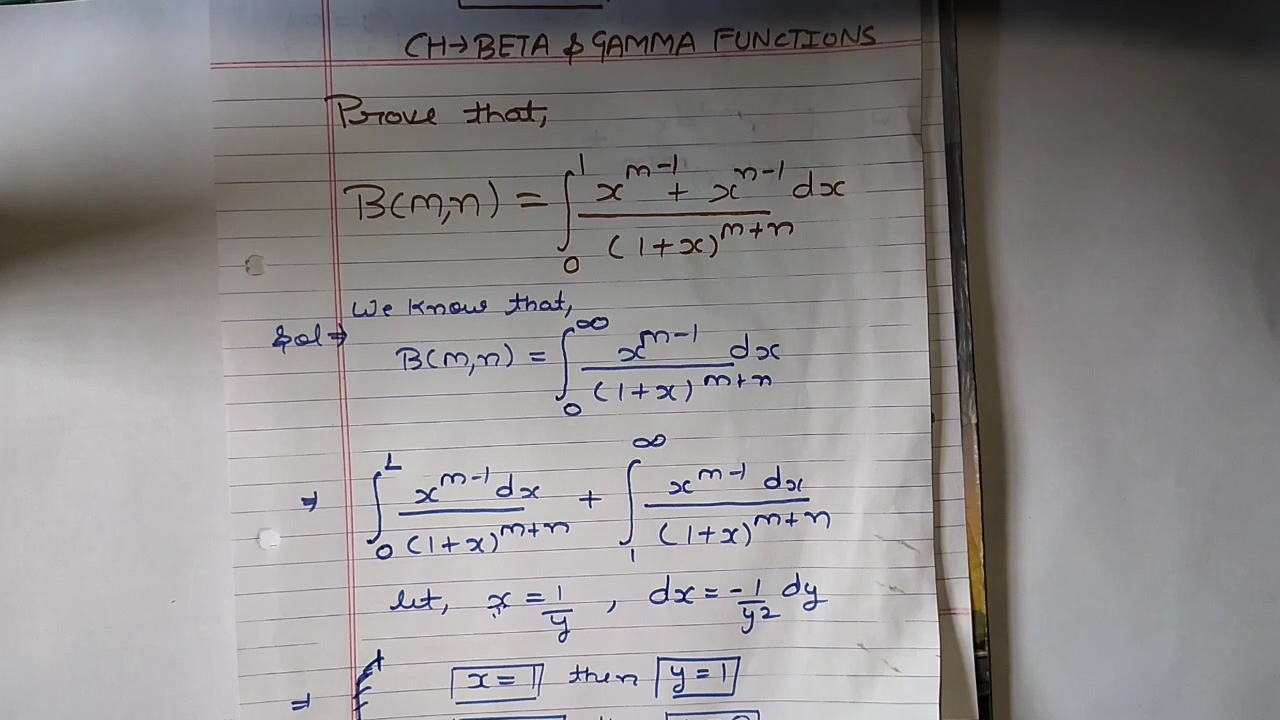 CH→BETA & GAMMA FUNCTIONS
Prove that,
B(m,n) = ∫₀¹ x^{m-1} + x^{n-1} dx / (1+x)^{m+n}
We know that,
Sol→ B(m,n) = ∫₀^∞ x^{m-1} dx / (1+x)^{m+n}
⇒ ∫₀¹ x^{m-1} dx / (1+x)^{m+n} + ∫₁^∞ x^{m-1} dx / (1+x)^{m+n}
let, x = 1/y , dx = -1/y² dy
⇒ x = 1 then y = 1